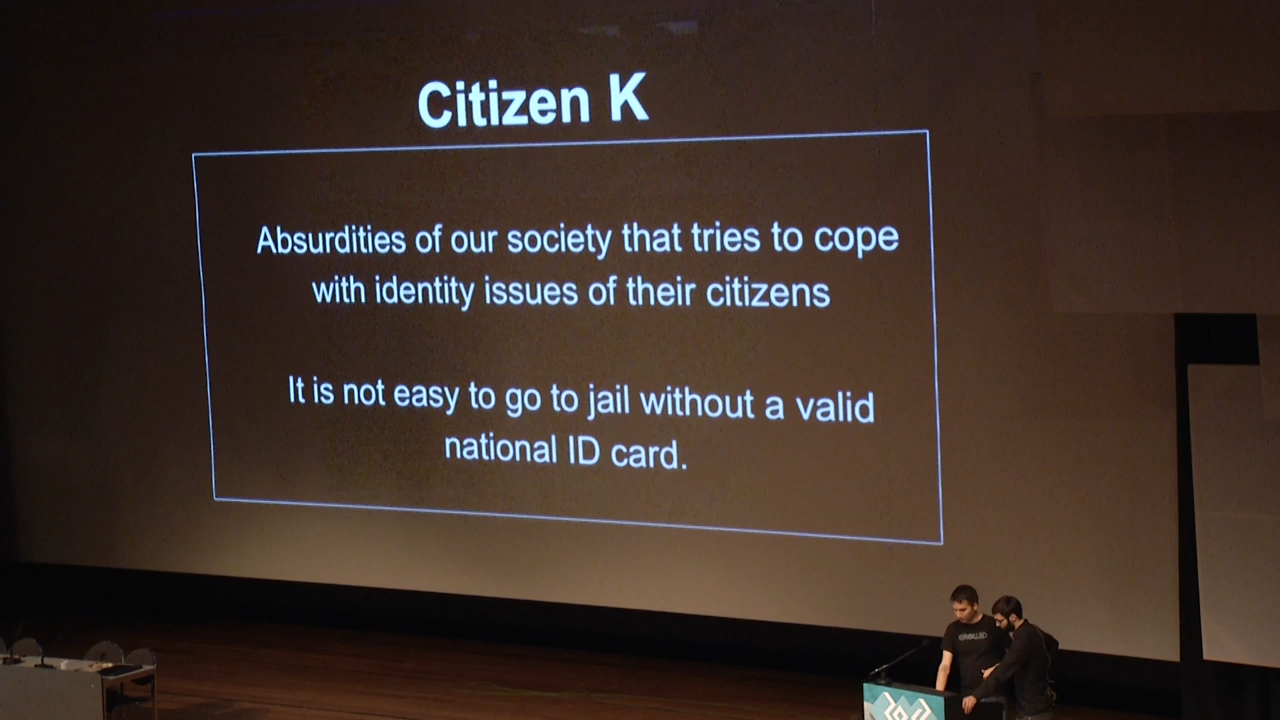 Citizen K
Absurdities of our society that tries to cope
with identity issues of their citizens
It is not easy to go to jail without a valid
national ID card.